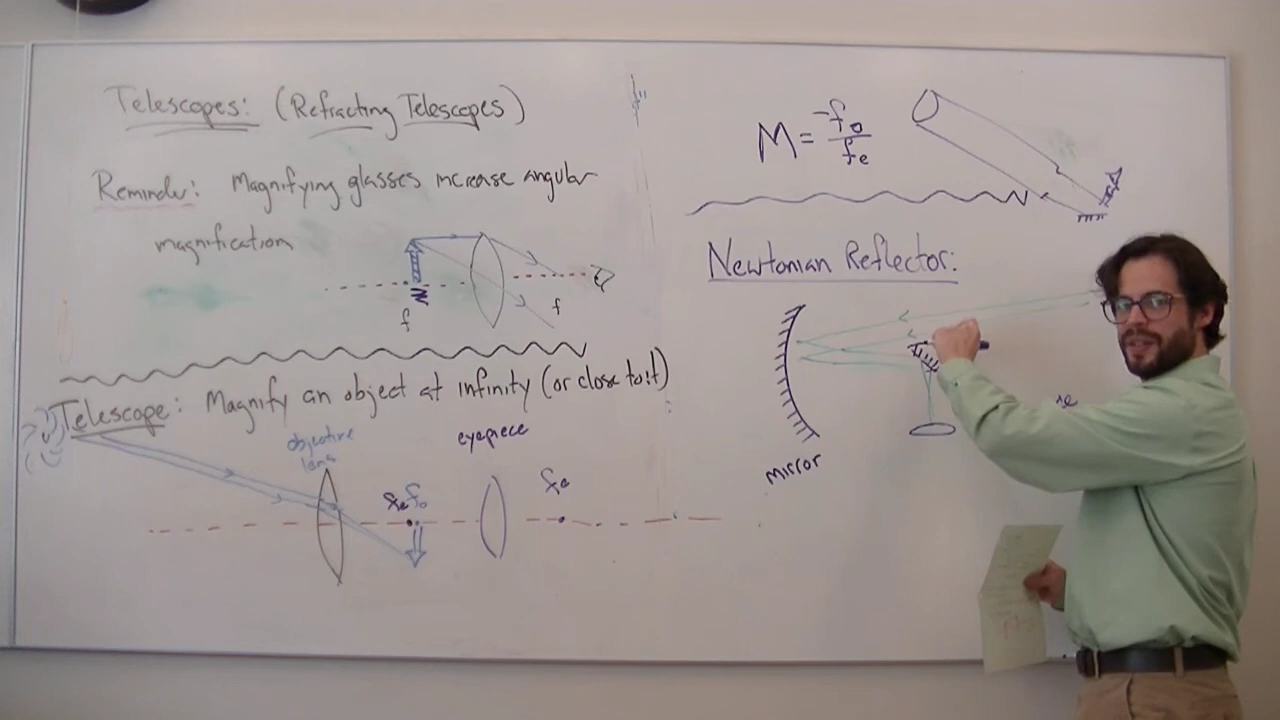 Telescopes: (Refracting Telescopes)
Reminder: Magnifying glasses increase angular
magnification
f
f
Telescope: Magnify an object at infinity (or close to it)
objective
lens
eyepiece
fe fo
fe
M = -fo/fe
Newtonian Reflector:
mirror